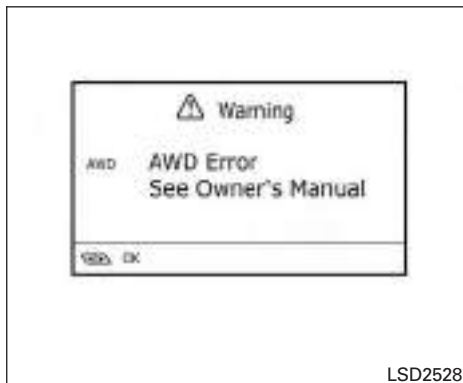 Warning
AWD AWD Error
See Owner's Manual
OK
LSD2528